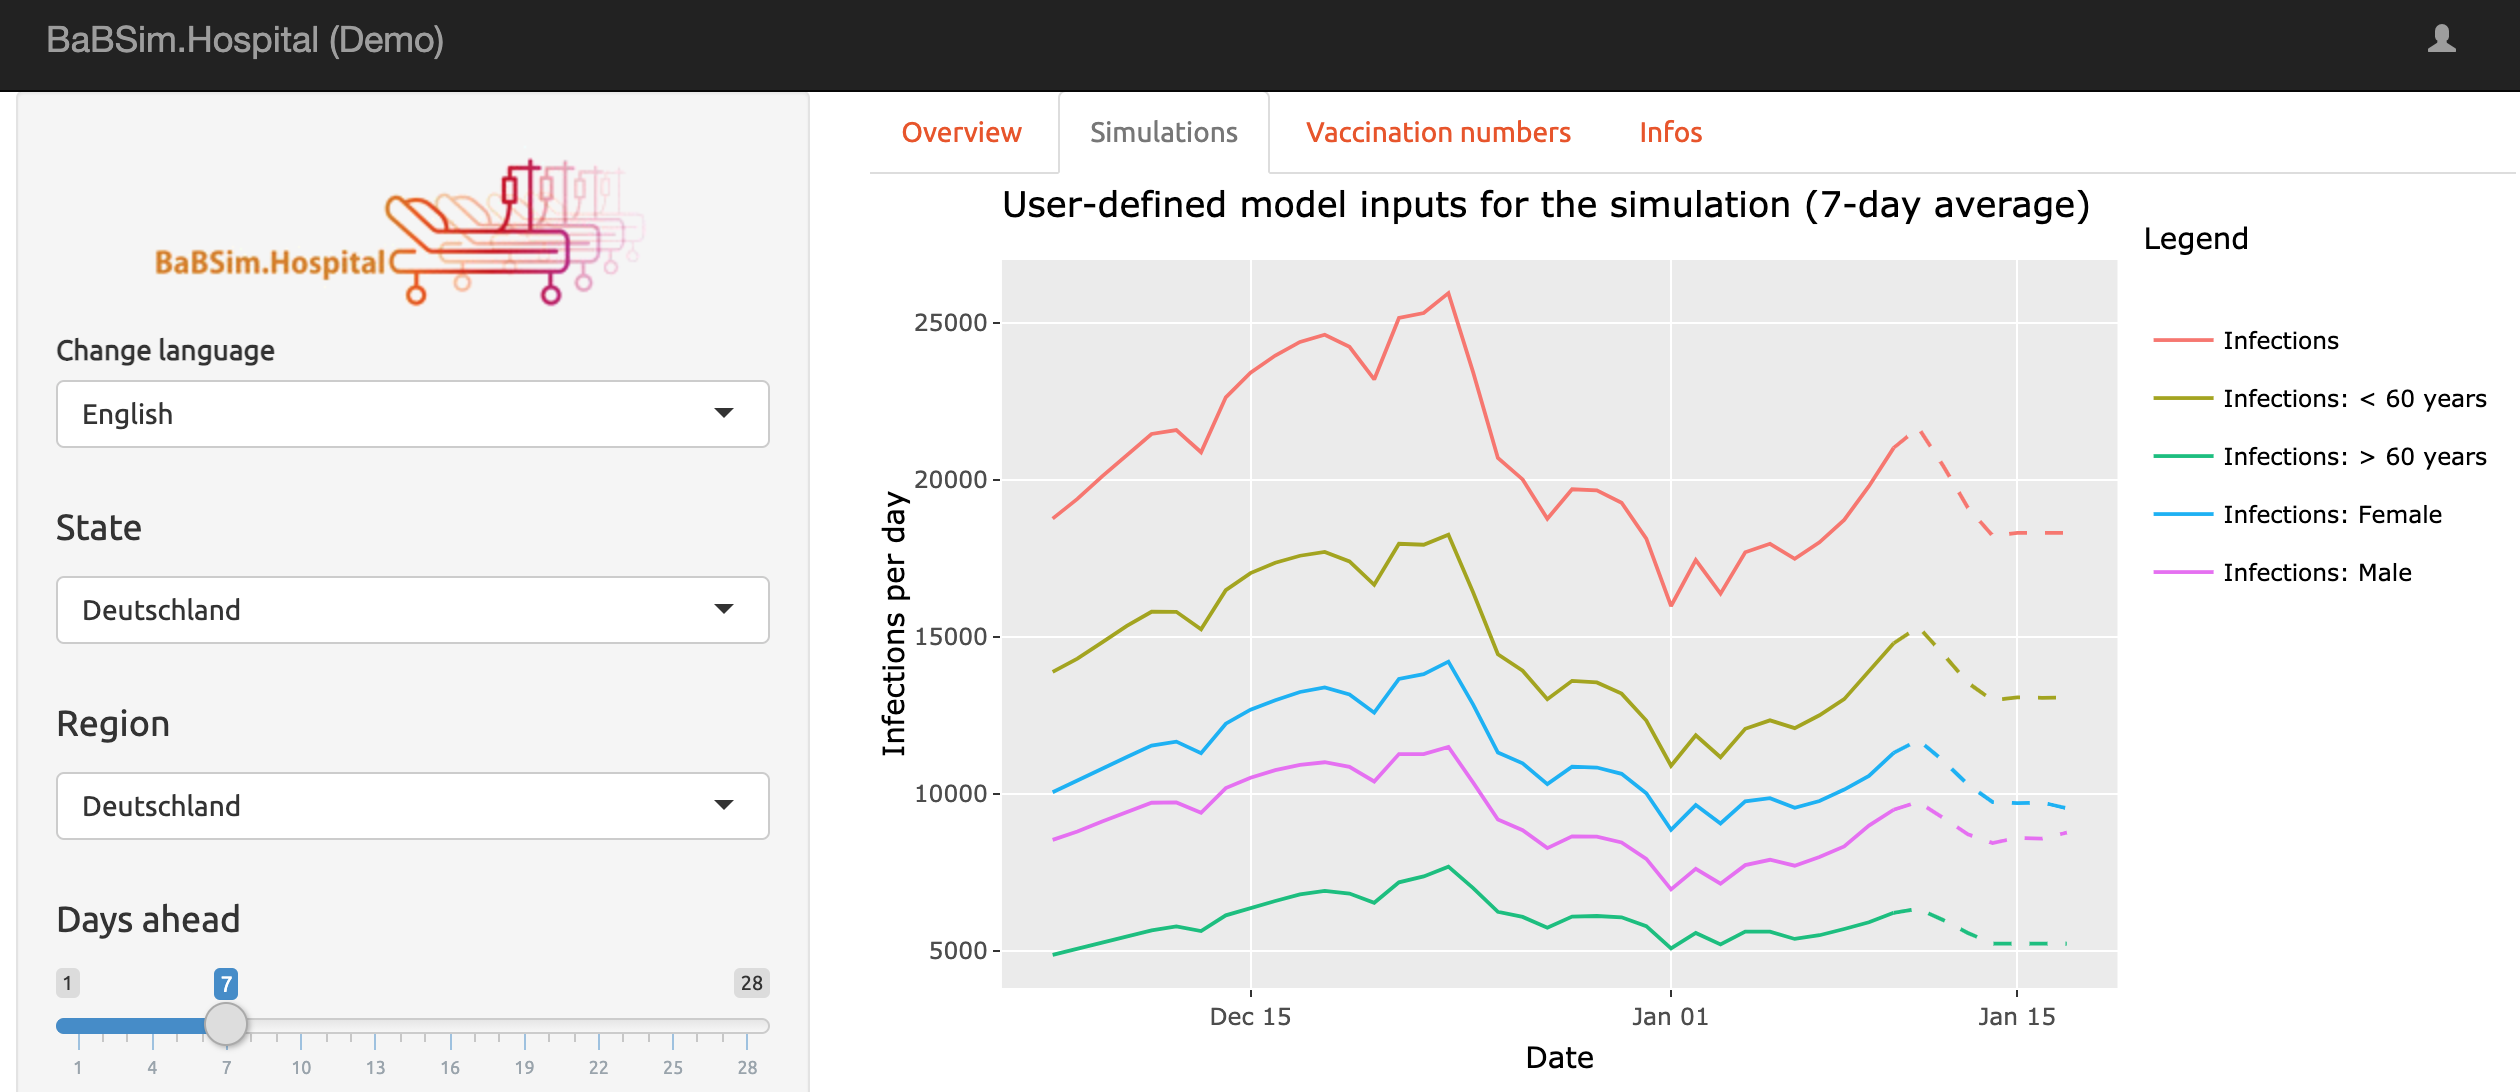 BaBSim.Hospital (Demo)
BaBSim.Hospital
Change language
English
State
Deutschland
Region
Deutschland
Days ahead
1
7
28
1 4 7 10 13 16 19 22 25 28
Overview
Simulations
Vaccination numbers
Infos
User-defined model inputs for the simulation (7-day average)
Infections per day
25000
20000
15000
10000
5000
Dec 15
Jan 01
Jan 15
Date
Legend
Infections
Infections: < 60 years
Infections: > 60 years
Infections: Female
Infections: Male